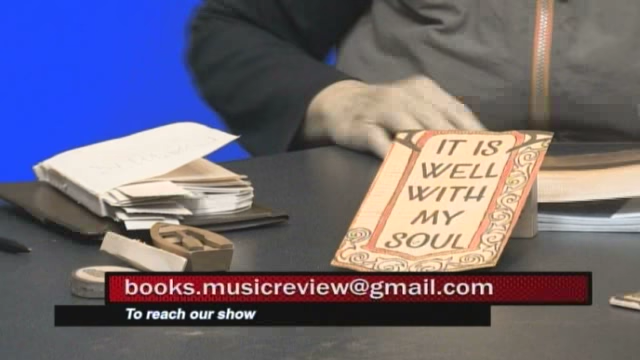 IT IS
WELL
WITH
MY
SOUL
books.musicreview@gmail.com
To reach our show